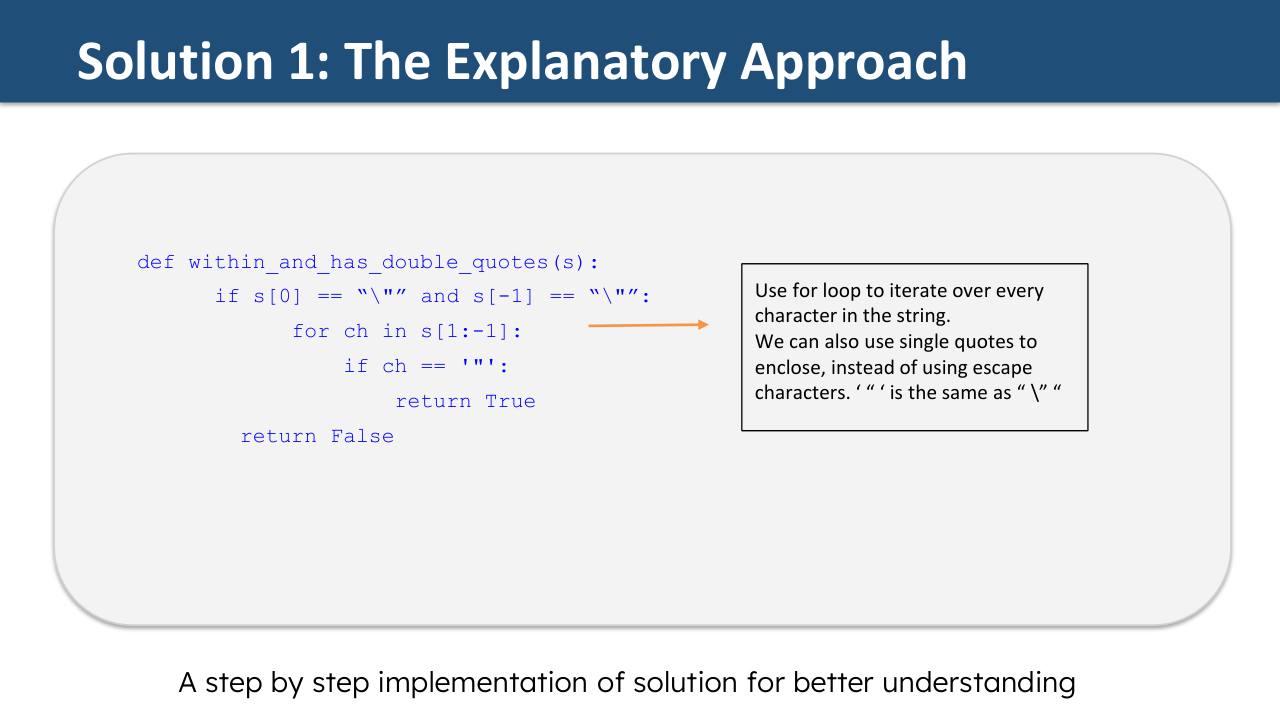 Solution 1: The Explanatory Approach
def within_and_has_double_quotes(s):
if s[0] == “\"” and s[-1] == “\"”:
for ch in s[1:-1]:
if ch == '"':
return True
return False
Use for loop to iterate over every
character in the string.
We can also use single quotes to
enclose, instead of using escape
characters. ‘ “ ‘ is the same as “ \” “
A step by step implementation of solution for better understanding